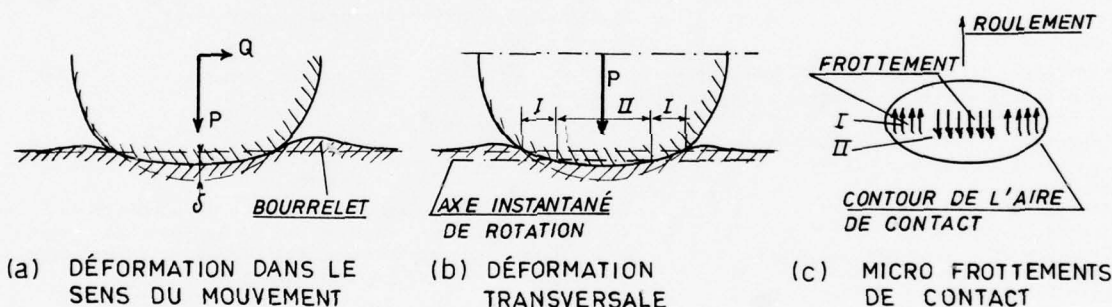 Q
P
δ
BOURRELET
(a) DÉFORMATION DANS LE
SENS DU MOUVEMENT
P
I
II
I
AXE INSTANTANÉ
DE ROTATION
(b) DÉFORMATION
TRANSVERSALE
ROULEMENT
FROTTEMENT
I
II
CONTOUR DE L'AIRE
DE CONTACT
(c) MICRO FROTTEMENTS
DE CONTACT